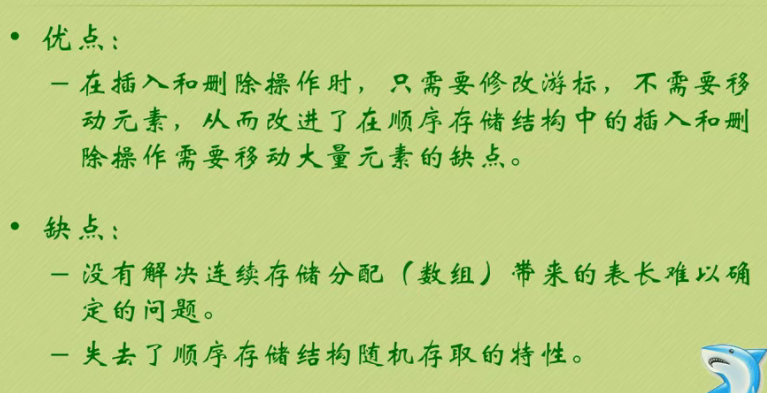 • 优点：
– 在插入和删除操作时，只需要修改游标，不需要移
动元素，从而改进了在顺序存储结构中的插入和删
除操作需要移动大量元素的缺点。
• 缺点：
– 没有解决连续存储分配（数组）带来的表长难以确
定的问题。
– 失去了顺序存储结构随机存取的特性。